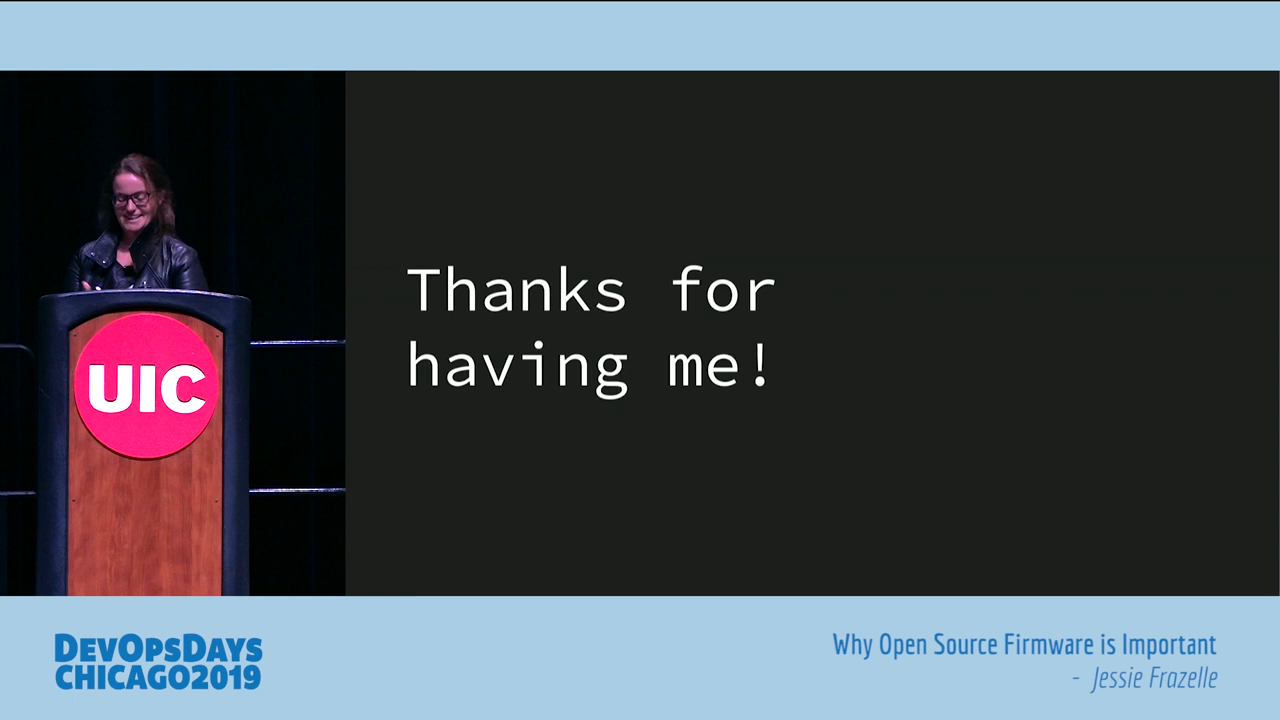 Thanks for
having me!
UIC
DEVOPSDAYS
CHICAGO2019
Why Open Source Firmware is Important
- Jessie Frazelle